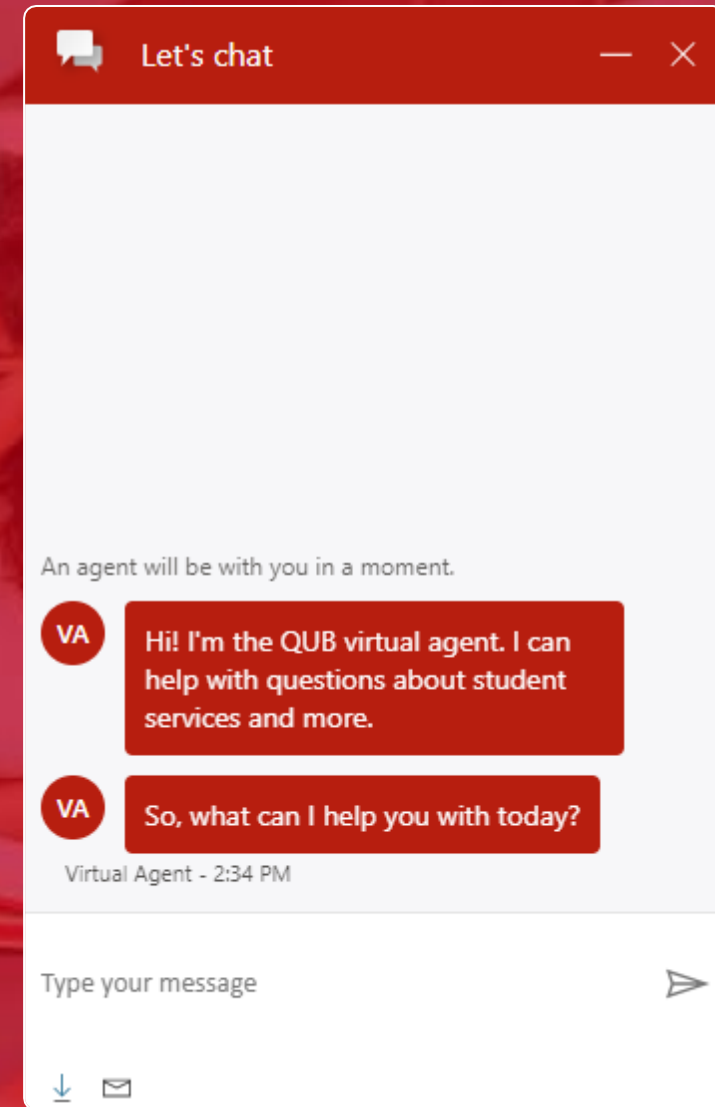 Let's chat
An agent will be with you in a moment.
VA
Hi! I'm the QUB virtual agent. I can
help with questions about student
services and more.
VA
So, what can I help you with today?
Virtual Agent - 2:34 PM
Type your message